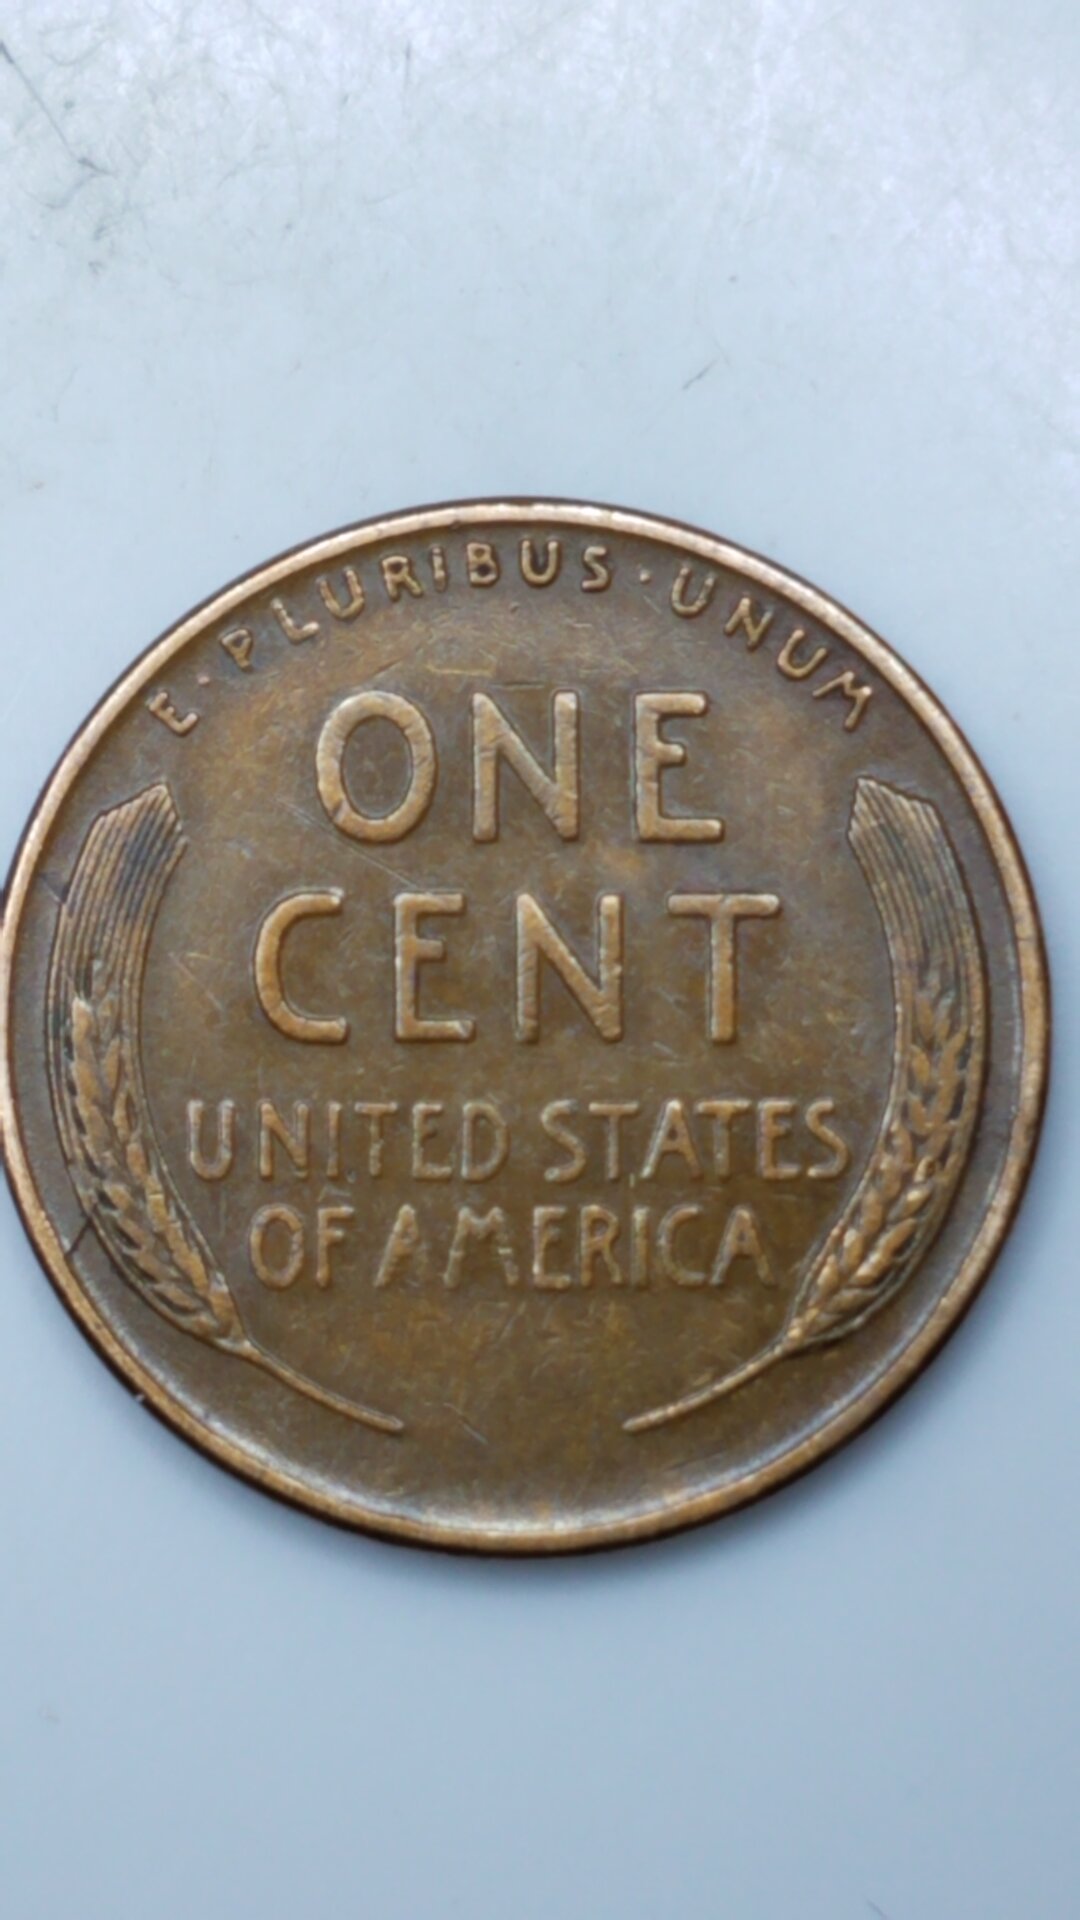 E·PLURIBUS·UNUM
ONE
CENT
UNITED STATES
OF AMERICA